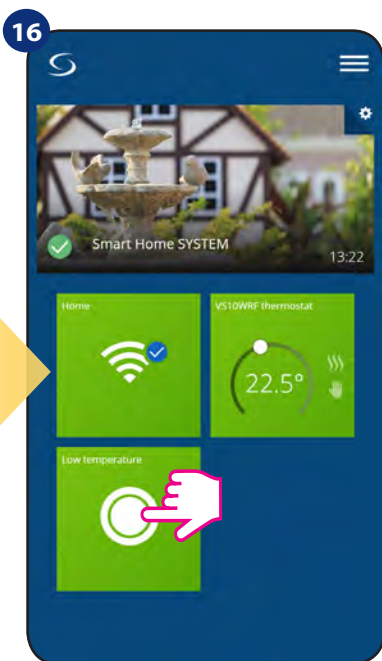 16
Smart Home SYSTEM
13:22
Home
VS10WRF thermostat
22.5°
Low temperature